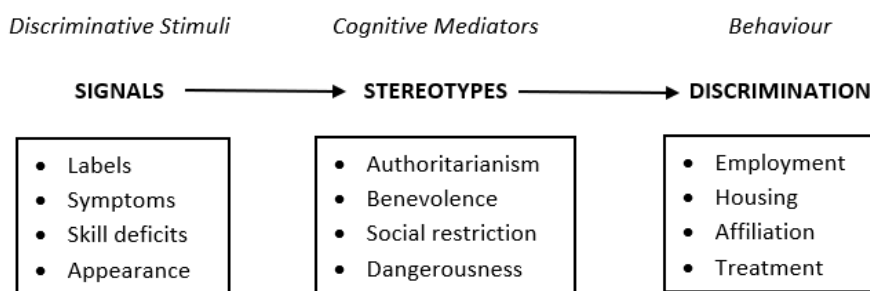 Discriminative Stimuli Cognitive Mediators Behaviour
SIGNALS STEREOTYPES DISCRIMINATION
• Labels
• Symptoms
• Skill deficits
• Appearance
• Authoritarianism
• Benevolence
• Social restriction
• Dangerousness
• Employment
• Housing
• Affiliation
• Treatment